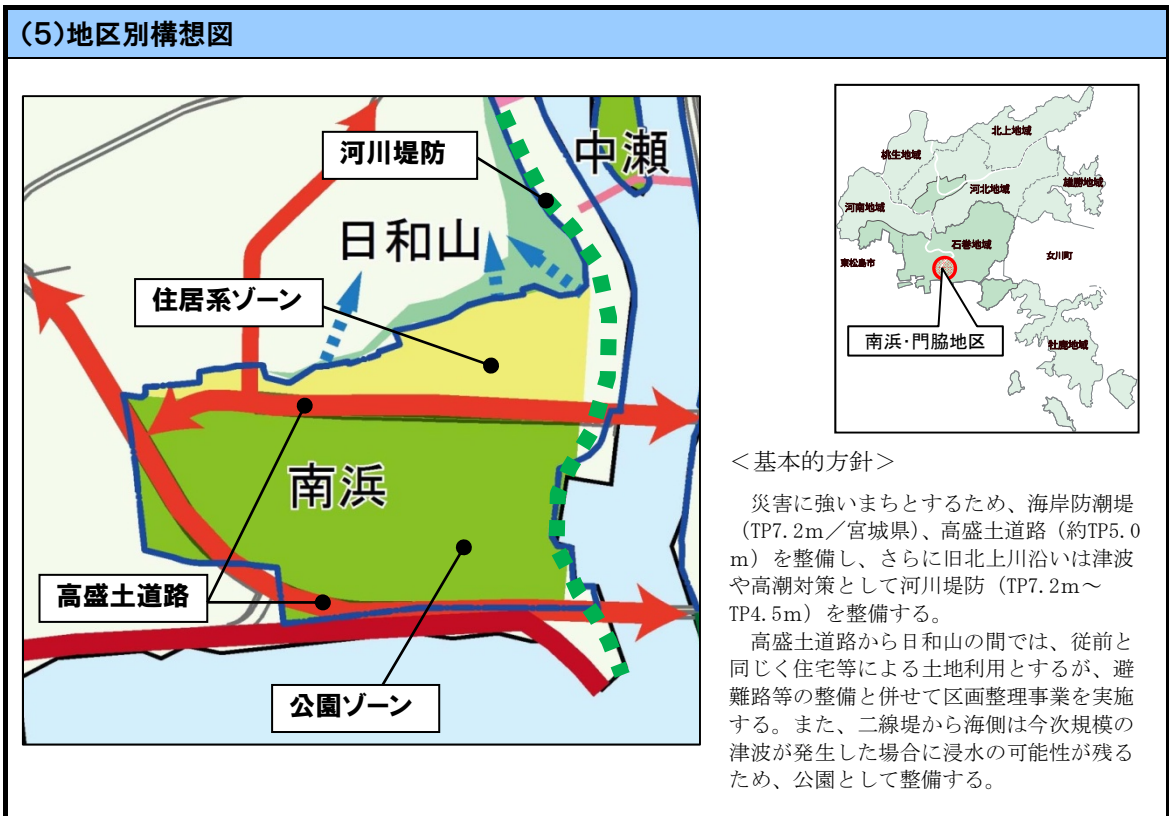 (5)地区別構想図
河川堤防
中瀬
日和山
住居系ゾーン
南浜
高盛土道路
公園ゾーン
北上地域
桃生地域
雄勝地域
河北地域
河南地域
石巻地域
東松島市
女川町
南浜・門脇地区
牡鹿地域
＜基本的方針＞
災害に強いまちとするため、海岸防潮堤
（TP7.2m／宮城県）、高盛土道路（約TP5.0
m）を整備し、さらに旧北上川沿いは津波
や高潮対策として河川堤防（TP7.2m～
TP4.5m）を整備する。
高盛土道路から日和山の間では、従前と
同じく住宅等による土地利用とするが、避
難路等の整備と併せて区画整理事業を実施
する。また、二線堤から海側は今次規模の
津波が発生した場合に浸水の可能性が残る
ため、公園として整備する。